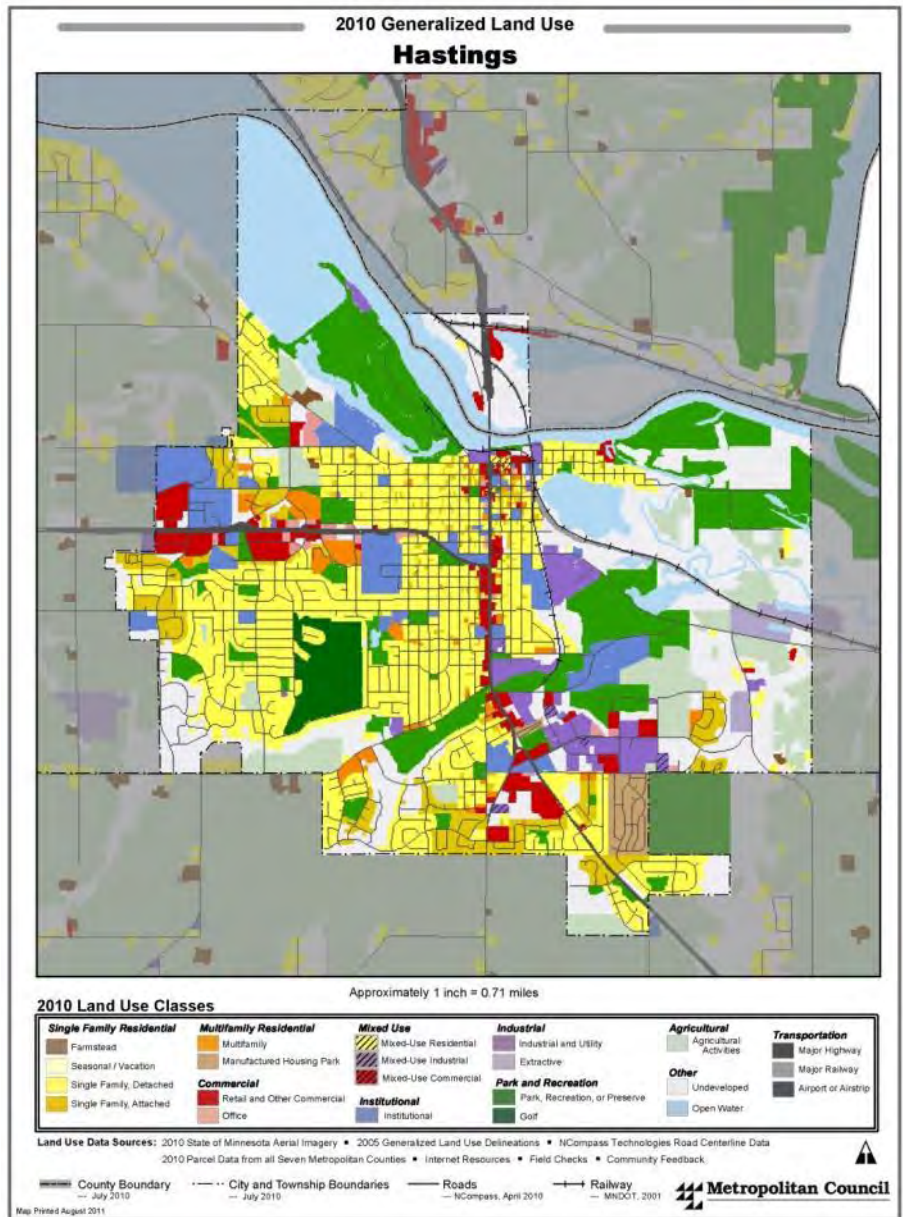 2010 Generalized Land Use
Hastings
Approximately 1 inch = 0.71 miles
2010 Land Use Classes
Single Family Residential
Farmstead
Seasonal / Vacation
Single Family, Detached
Single Family, Attached
Multifamily Residential
Multifamily
Manufactured Housing Park
Commercial
Retail and Other Commercial
Office
Mixed Use
Mixed-Use Residential
Mixed-Use Industrial
Mixed-Use Commercial
Institutional
Institutional
Industrial
Industrial and Utility
Extractive
Park and Recreation
Park, Recreation, or Preserve
Golf
Agricultural
Agricultural
Activities
Other
Undeveloped
Open Water
Transportation
Major Highway
Major Railway
Airport or Airstrip
Land Use Data Sources: 2010 State of Minnesota Aerial Imagery ▪ 2005 Generalized Land Use Delineations ▪ NCompass Technologies Road Centerline Data
2010 Parcel Data from all Seven Metropolitan Counties ▪ Internet Resources ▪ Field Checks ▪ Community Feedback
County Boundary
— July 2010
City and Township Boundaries
— July 2010
Roads
— NCompass, April 2010
Railway
— MNDOT, 2001
Metropolitan Council
Map Printed August 2011